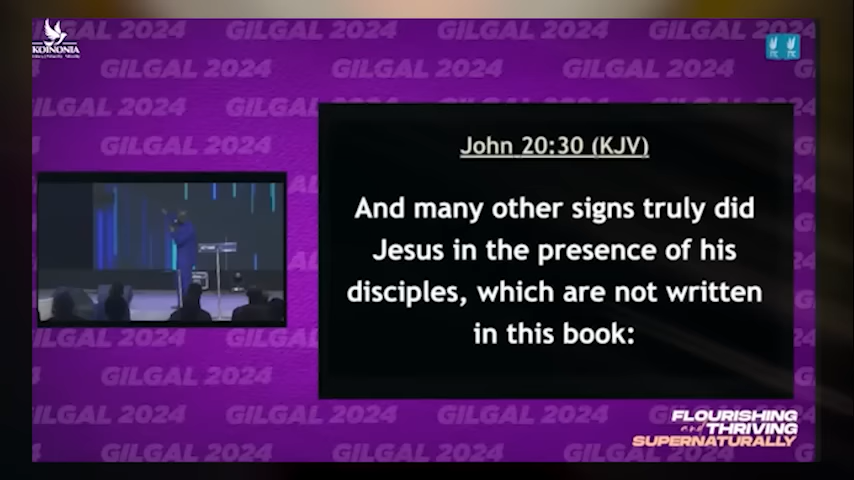 KOINONIA
GILGAL 2024
John 20:30 (KJV)
And many other signs truly did
Jesus in the presence of his
disciples, which are not written
in this book:
FLOURISHING
and THRIVING
SUPERNATURALLY